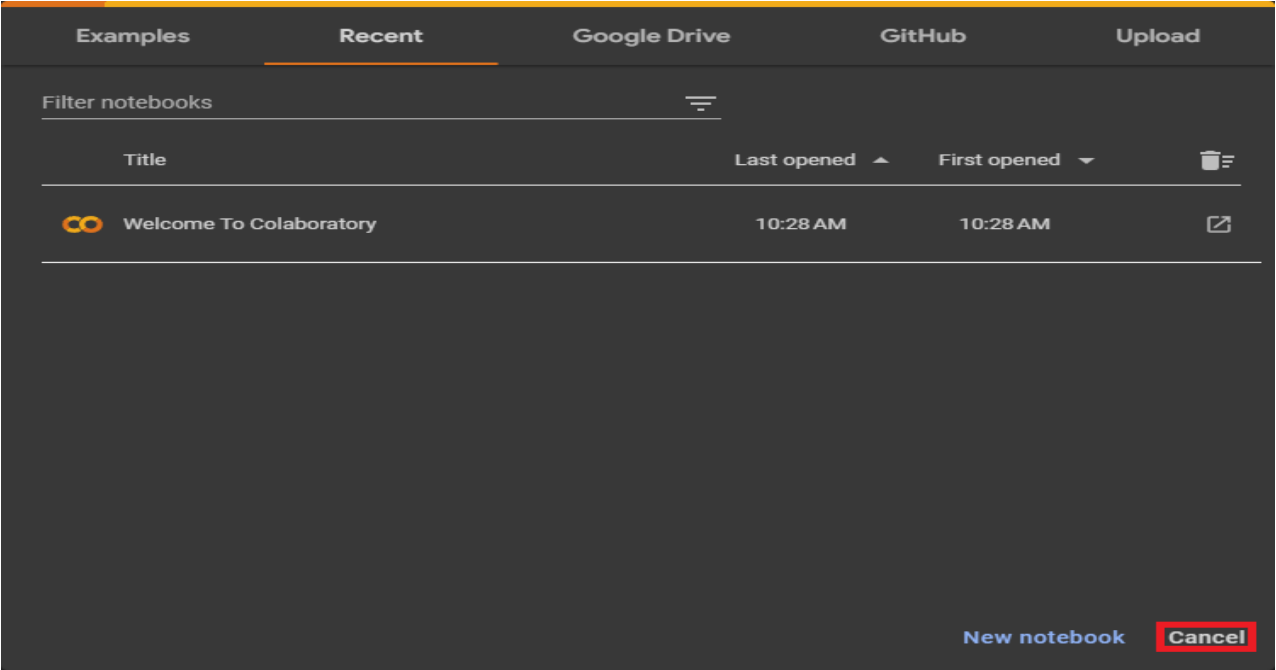 Examples Recent Google Drive GitHub Upload
Filter notebooks
Title Last opened First opened
Welcome To Colaboratory 10:28 AM 10:28 AM
New notebook Cancel